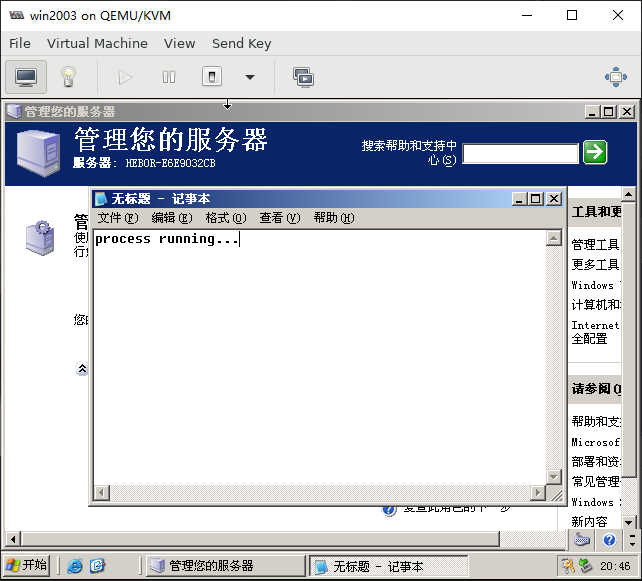 win2003 on QEMU/KVM
File Virtual Machine View Send Key
管理您的服务器
管理您的服务器
服务器: HEBOR-E6E9032CB
搜索帮助和支持中
心(S)
无标题 - 记事本
文件(F) 编辑(E) 格式(O) 查看(V) 帮助(H)
process running...
工具和更
管理工具
更多工具
Windows
计算机和
Internet
全配置
请参阅(
帮助和支
Microsof
部署和资
常见管理
Windows
新内容
开始
管理您的服务器
无标题 - 记事本
20:46